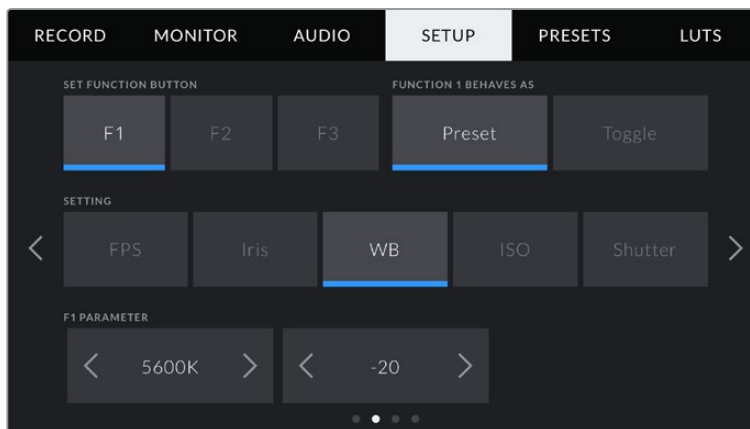 RECORD MONITOR AUDIO SETUP PRESETS LUTS
SET FUNCTION BUTTON FUNCTION 1 BEHAVES AS
F1 F2 F3 Preset Toggle
SETTING
FPS Iris WB ISO Shutter
F1 PARAMETER
5600K -20